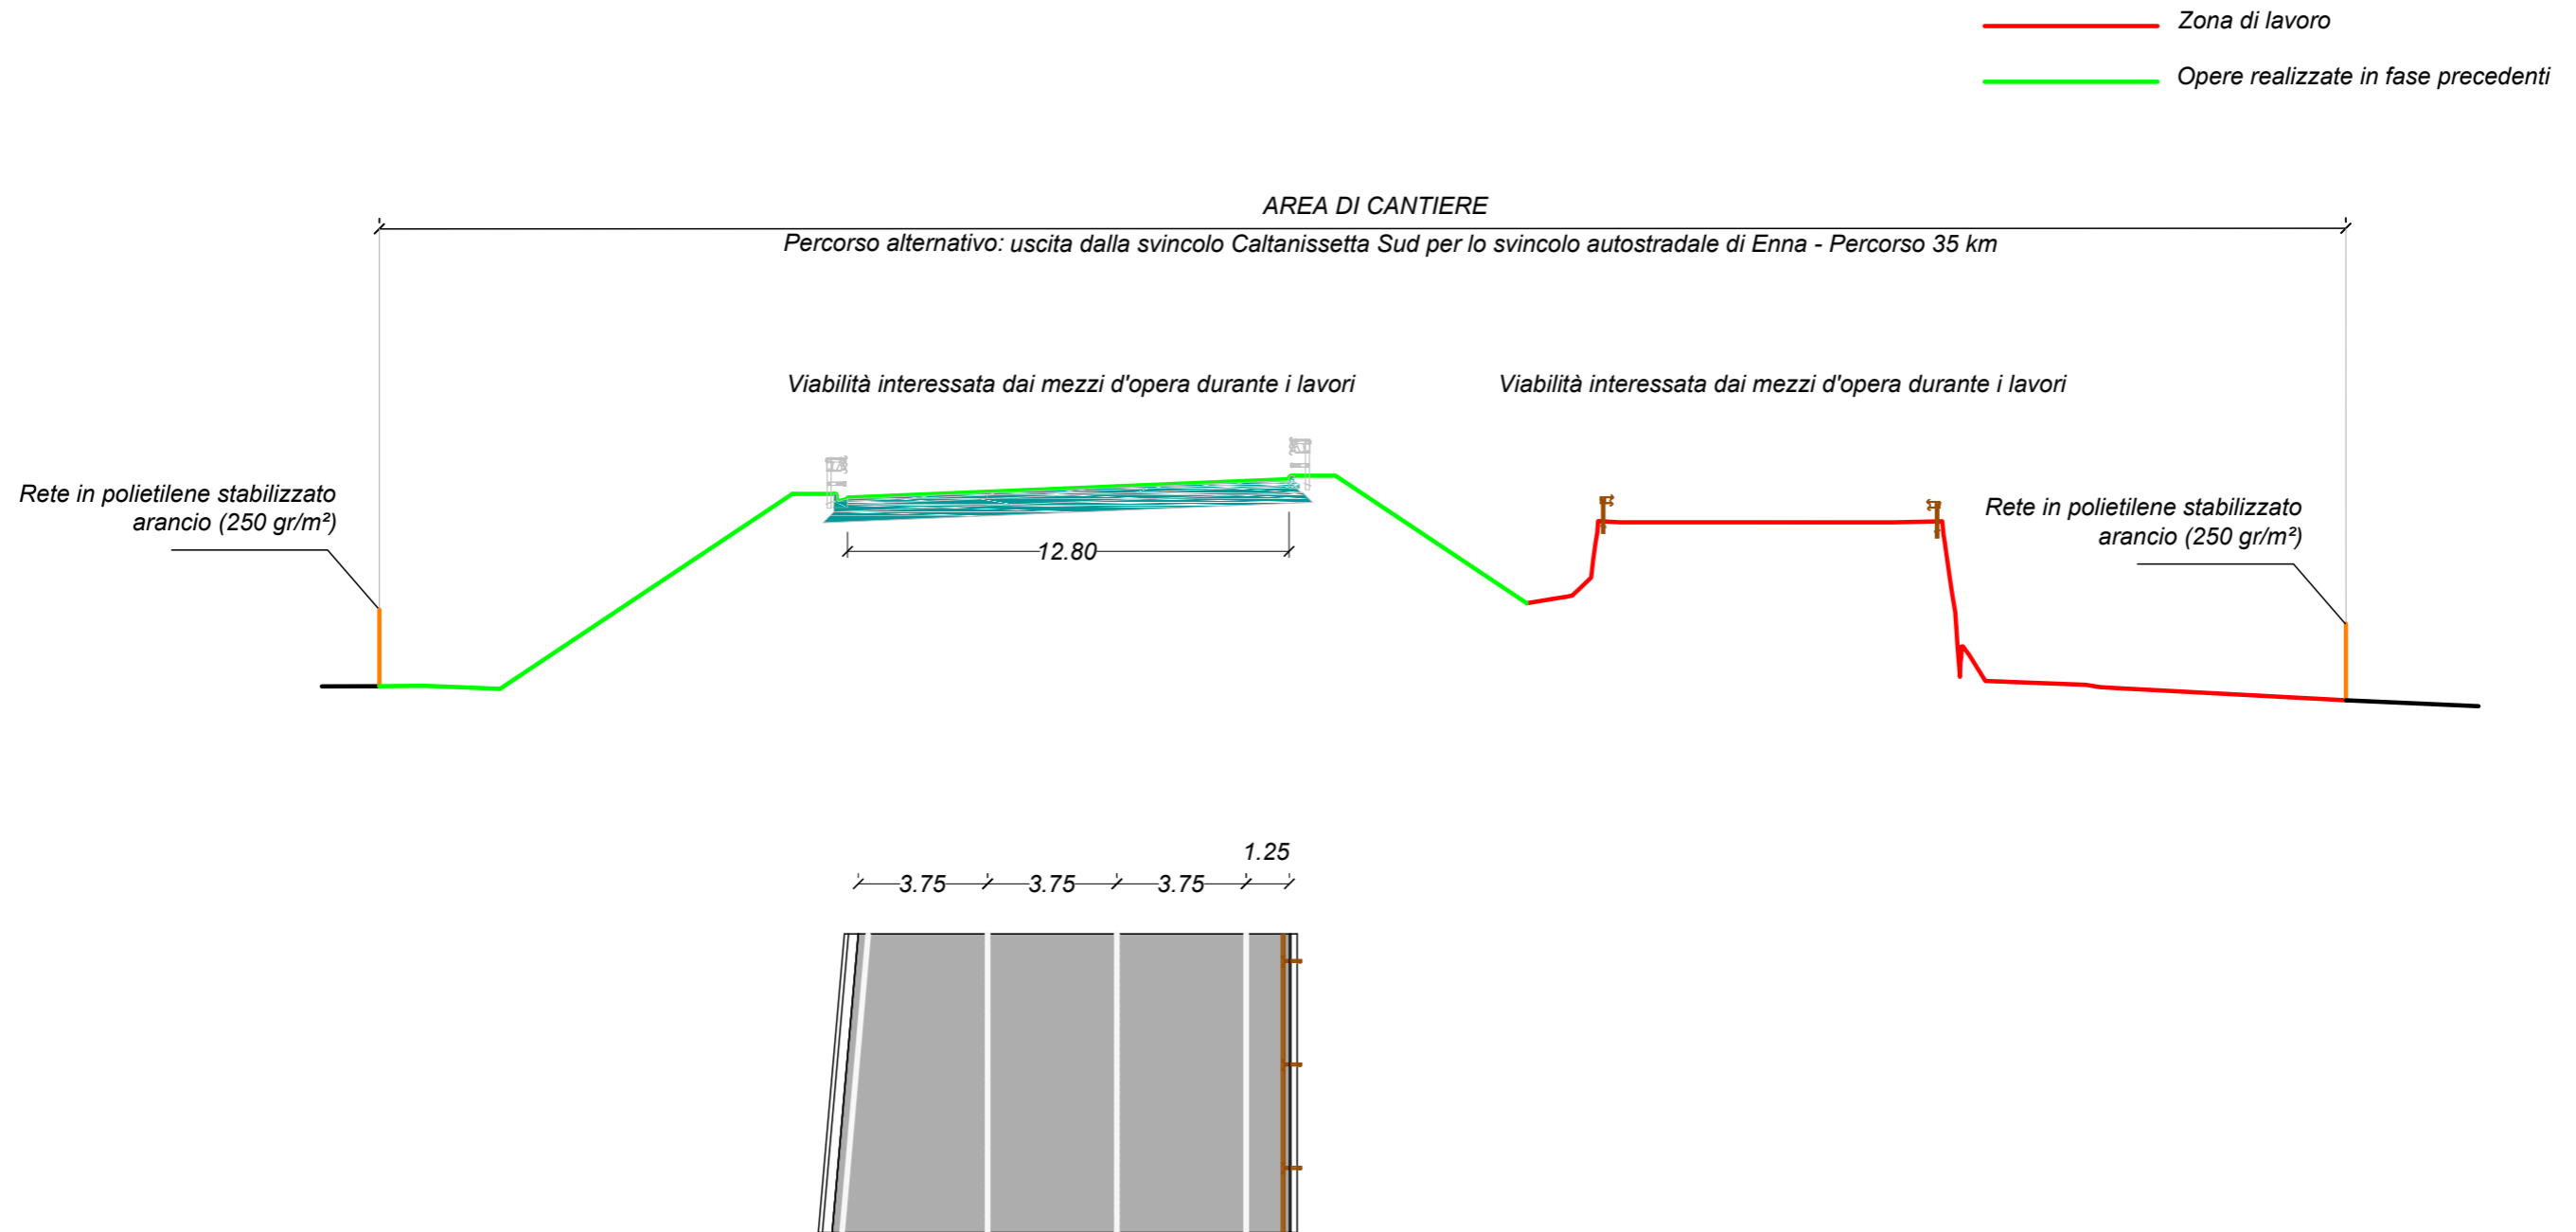 Zona di lavoro
Opere realizzate in fase precedenti
AREA DI CANTIERE
Percorso alternativo: uscita dalla svincolo Caltanissetta Sud per lo svincolo autostradale di Enna - Percorso 35 km
Viabilità interessata dai mezzi d'opera durante i lavori
Viabilità interessata dai mezzi d'opera durante i lavori
Rete in polietilene stabilizzato
arancio (250 gr/m²)
Rete in polietilene stabilizzato
arancio (250 gr/m²)
12.80
1.25
3.75 3.75 3.75